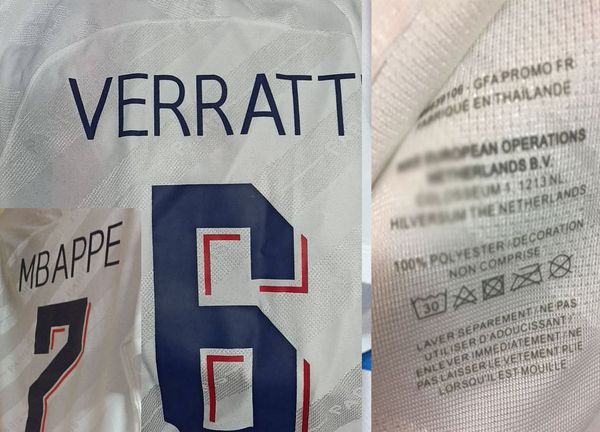 VERRATT
6
MBAPPE
7
GFA PROMO FR
FABRIQUÉ EN THAILANDE
EUROPEAN OPERATIONS
NETHERLANDS B.V.
COLOSSEUM 1, 1213 NL
HILVERSUM THE NETHERLANDS
100% POLYESTER/DECORATION
NON COMPRISE
30
LAVER SEPAREMENT/NE PAS
UTILISER D'ADOUCISSANT/
ENLEVER IMMEDIATEMENT/NE
PAS LAISSER LE VETEMENT PLIE
LORSQU'IL EST MOUILLE